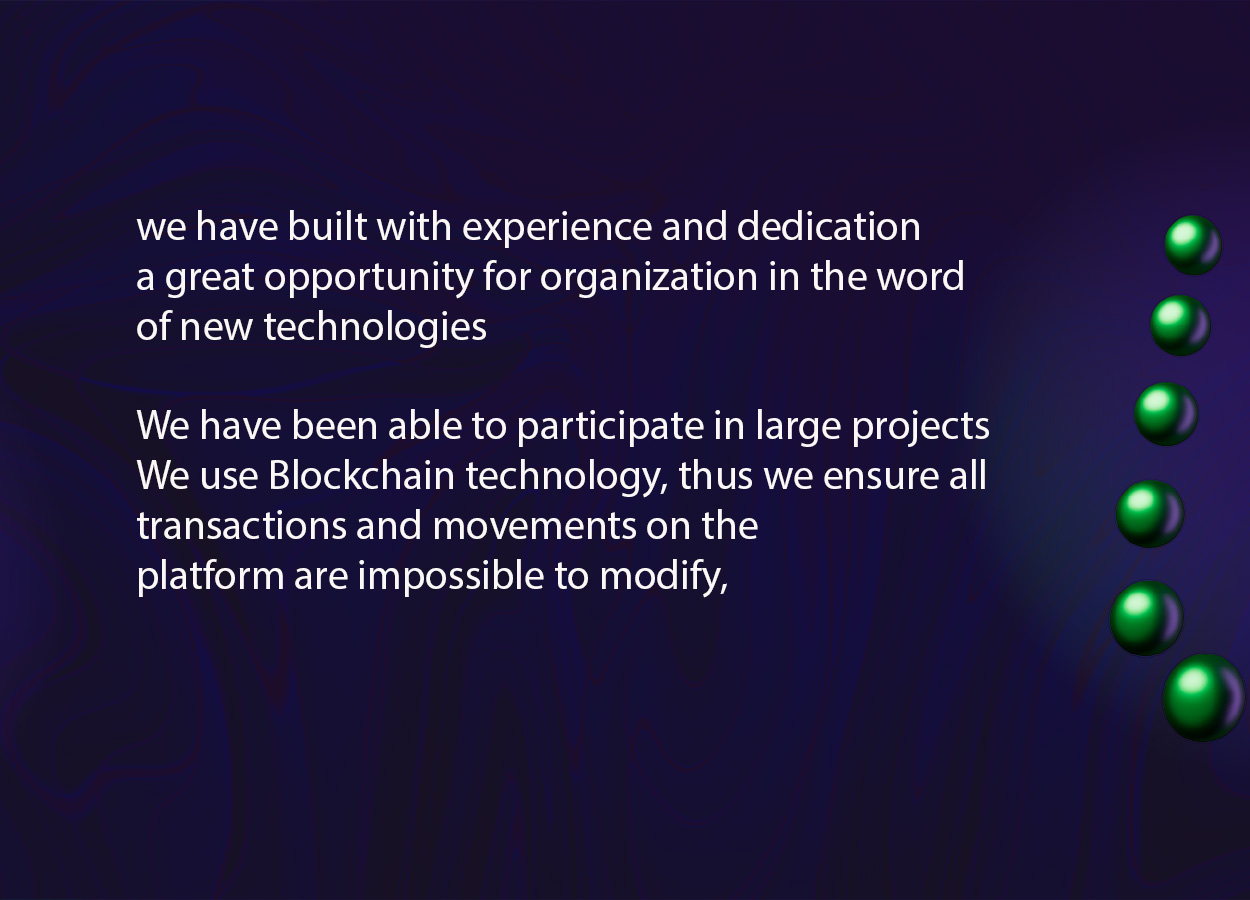 we have built with experience and dedication
a great opportunity for organization in the word
of new technologies
We have been able to participate in large projects
We use Blockchain technology, thus we ensure all
transactions and movements on the
platform are impossible to modify,